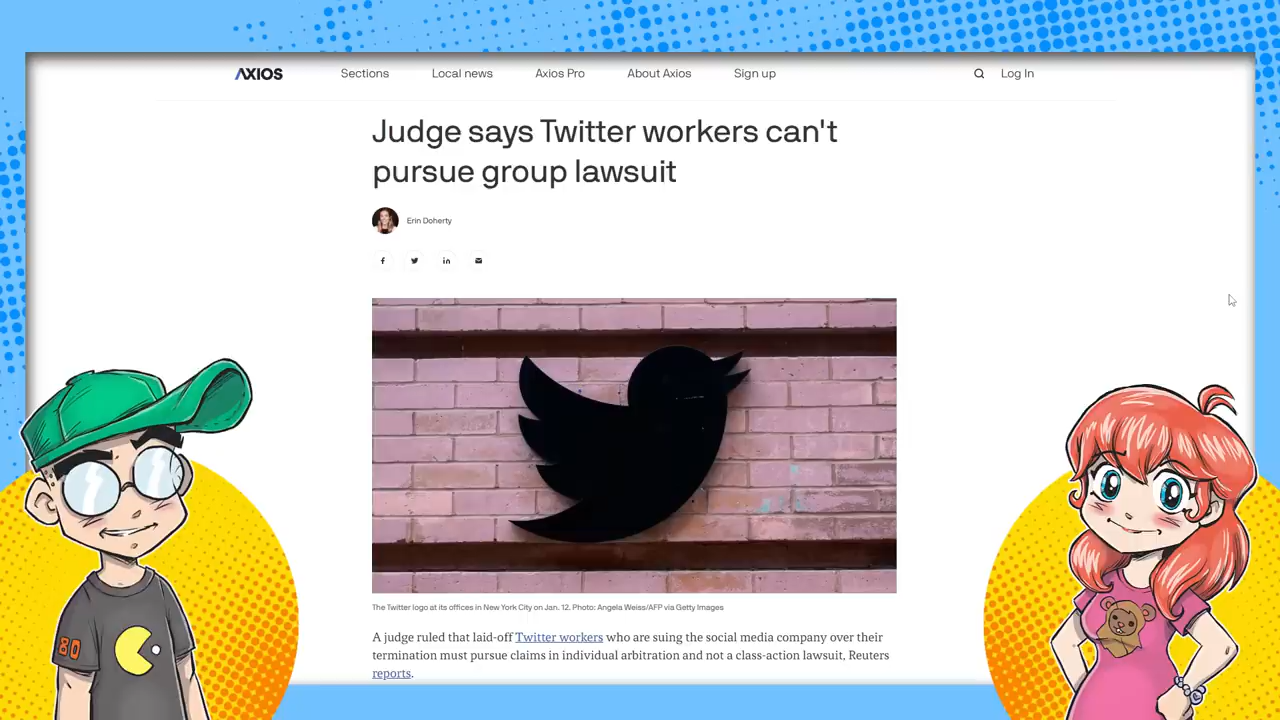 AXIOS
Sections
Local news
Axios Pro
About Axios
Sign up
Log In
Judge says Twitter workers can't
pursue group lawsuit
Erin Doherty
The Twitter logo at its offices in New York City on Jan. 12. Photo: Angela Weiss/AFP via Getty Images
A judge ruled that laid-off Twitter workers who are suing the social media company over their
termination must pursue claims in individual arbitration and not a class-action lawsuit, Reuters
reports.
80